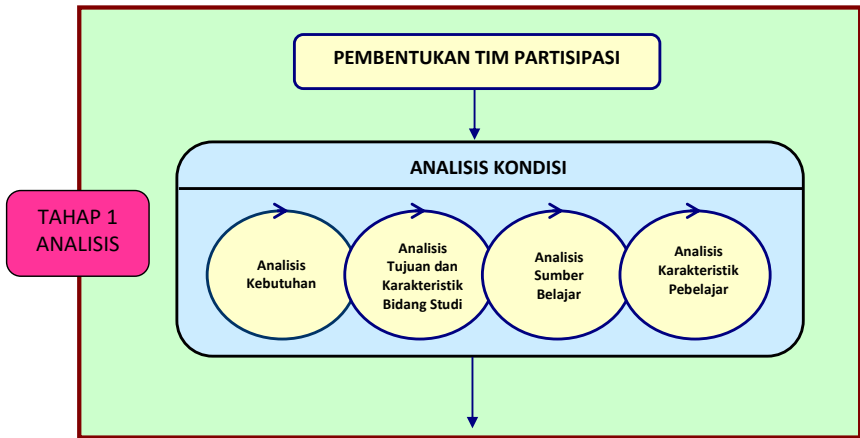 PEMBENTUKAN TIM PARTISIPASI
ANALISIS KONDISI
TAHAP 1
ANALISIS
Analisis
Kebutuhan
Analisis
Tujuan dan
Karakteristik
Bidang Studi
Analisis
Sumber
Belajar
Analisis
Karakteristik
Pebelajar